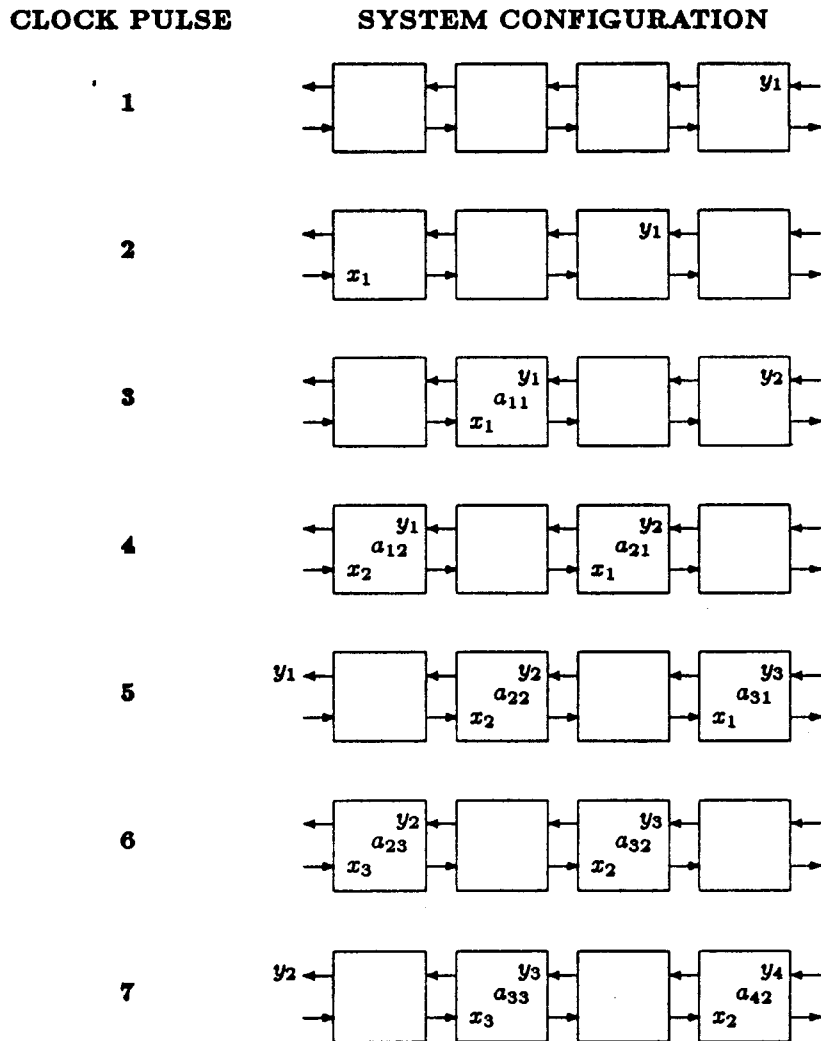 CLOCK PULSE SYSTEM CONFIGURATION
y₁
1
y₁
2
x₁
y₁ y₂
3 a₁₁
x₁
y₁ y₂
4 a₁₂ a₂₁
x₂ x₁
y₁ y₂ y₃
5 a₂₂ a₃₁
x₂ x₁
y₂ y₃
6 a₂₃ a₃₂
x₃ x₂
y₂ y₃ y₄
7 a₃₃ a₄₂
x₃ x₂